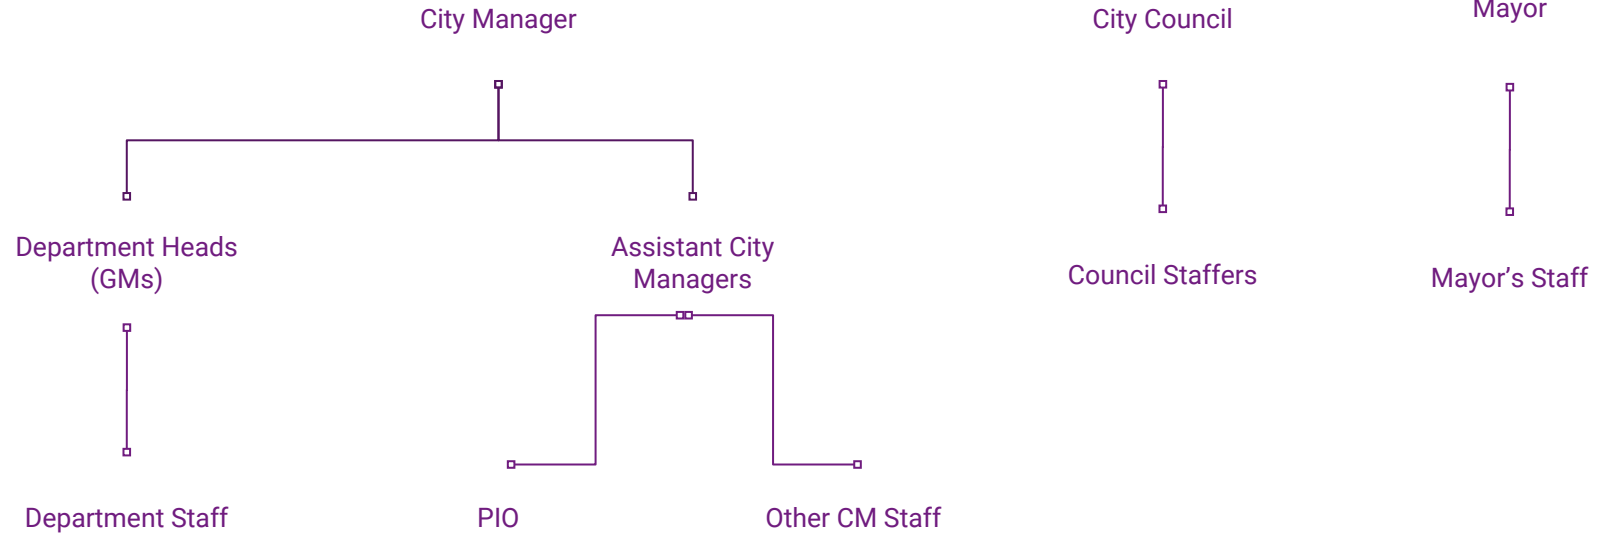 City Manager
City Council
Mayor
Department Heads
(GMs)
Assistant City
Managers
Council Staffers
Mayor’s Staff
Department Staff
PIO
Other CM Staff